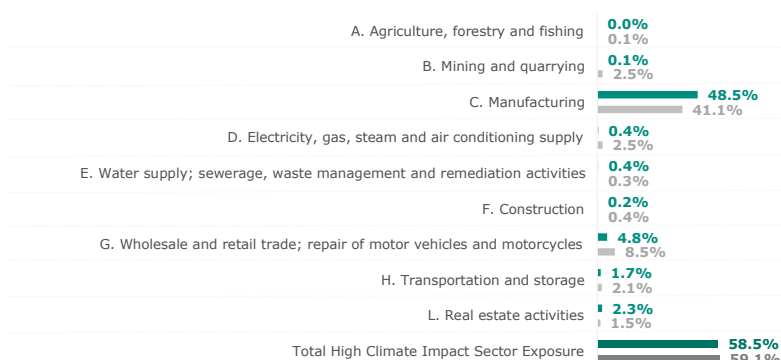 A. Agriculture, forestry and fishing 0.0%
0.1%
B. Mining and quarrying 0.1%
2.5%
C. Manufacturing 48.5%
41.1%
D. Electricity, gas, steam and air conditioning supply 0.4%
2.5%
E. Water supply; sewerage, waste management and remediation activities 0.4%
0.3%
F. Construction 0.2%
0.4%
G. Wholesale and retail trade; repair of motor vehicles and motorcycles 4.8%
8.5%
H. Transportation and storage 1.7%
2.1%
L. Real estate activities 2.3%
1.5%
Total High Climate Impact Sector Exposure 58.5%
59.1%